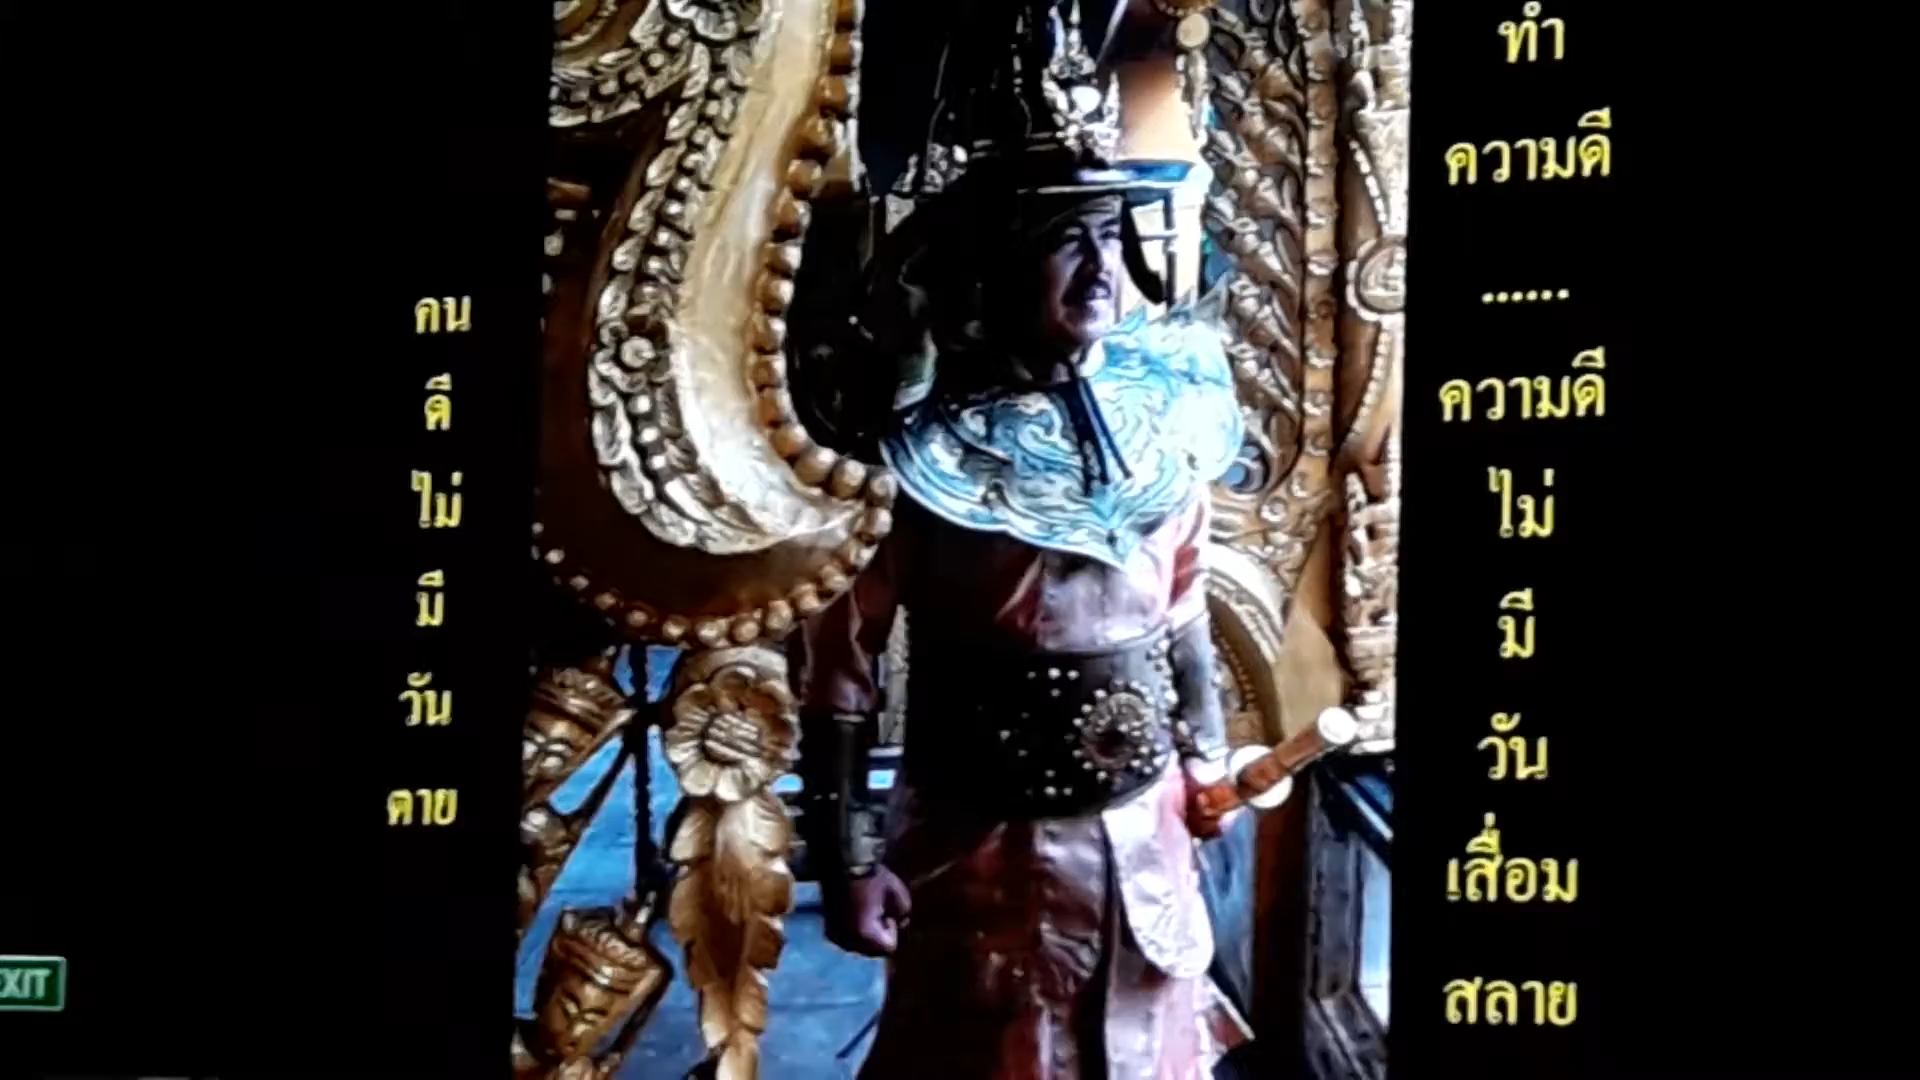 คน
ดี
ไม่
มี
วัน
ตาย
ทำ
ความดี
......
ความดี
ไม่
มี
วัน
เสื่อม
สลาย
EXIT